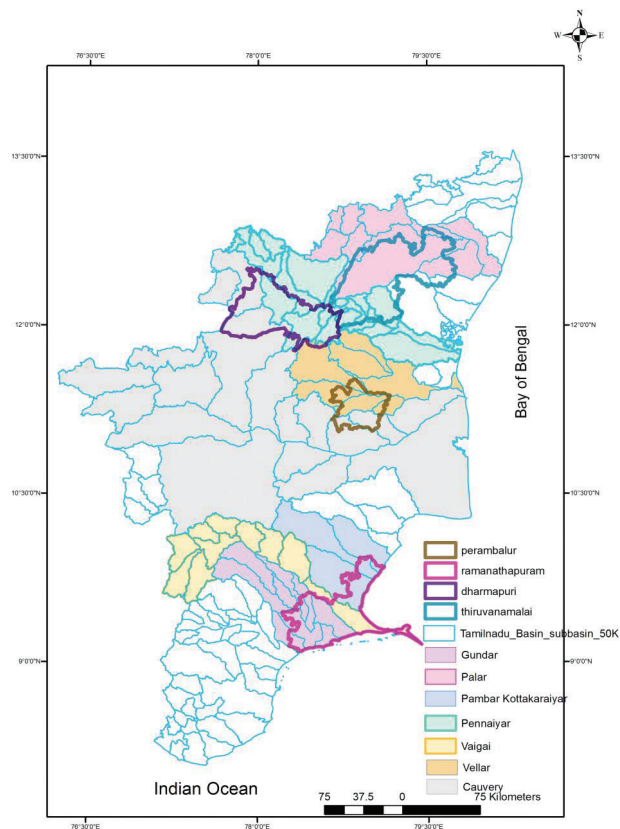 N
W E
S
76°30'0"E 78°0'0"E 79°30'0"E
13°30'0"N 13°30'0"N
12°0'0"N 12°0'0"N
Bay of Bengal
10°30'0"N 10°30'0"N
perambalur
ramanathapuram
dharmapuri
thiruvanamalai
Tamilnadu_Basin_subbasin_50K
9°0'0"N 9°0'0"N
Gundar
Palar
Pambar Kottakaraiyar
Pennaiyar
Vaigai
Vellar
Cauvery
Indian Ocean
75 37.5 0 75 Kilometers
76°30'0"E 78°0'0"E 79°30'0"E